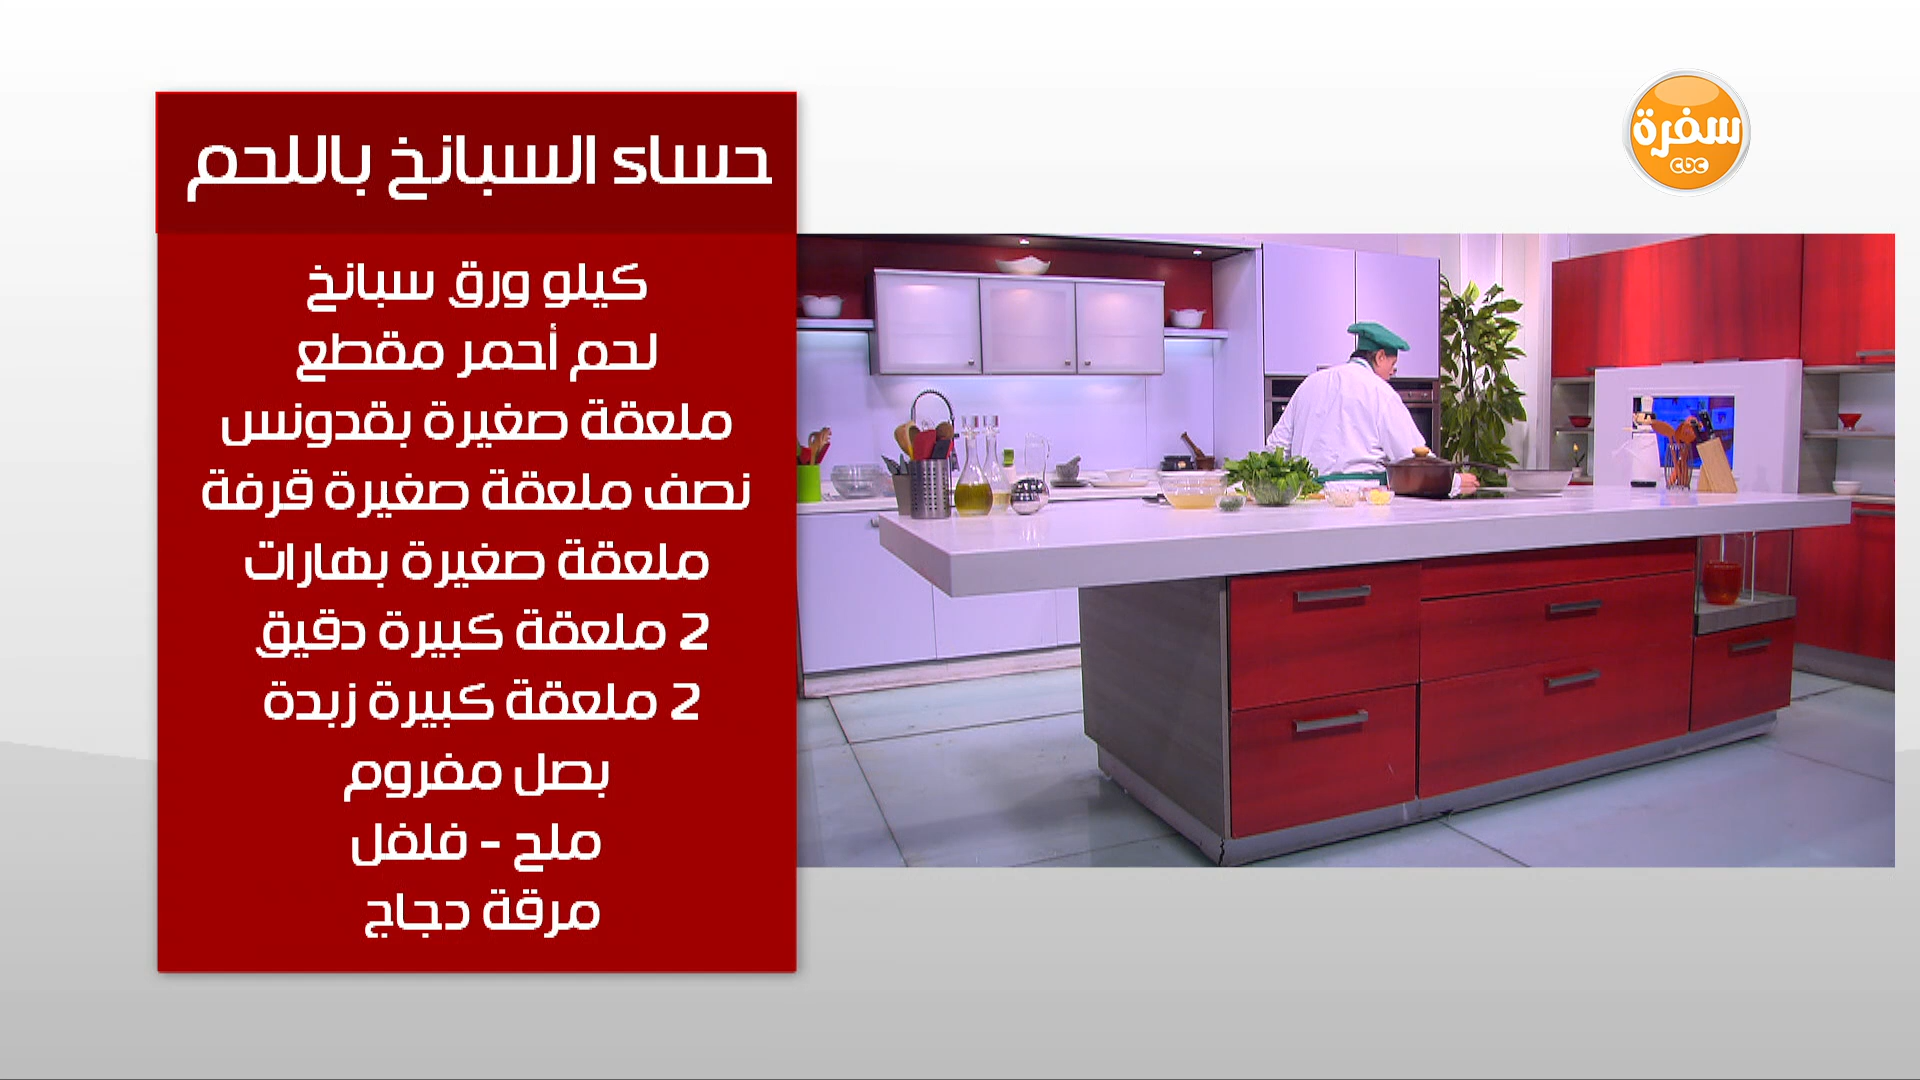 حساء السبانخ باللحم
كيلو ورق سبانخ
لحم أحمر مقطع
ملعقة صغيرة بقدونس
نصف ملعقة صغيرة قرفة
ملعقة صغيرة بهارات
2 ملعقة كبيرة دقيق
2 ملعقة كبيرة زبدة
بصل مفروم
ملح - فلفل
مرقة دجاج
سفرة
cbc